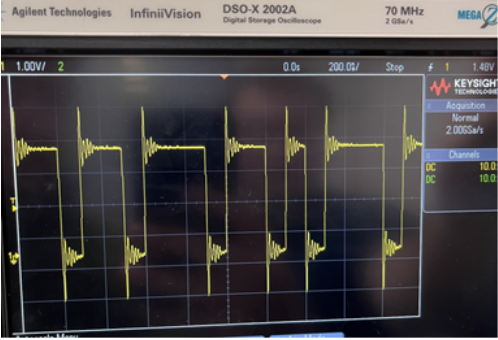 Agilent Technologies InfiniiVision DSO-X 2002A 70 MHz MEGA Z
Digital Storage Oscilloscope 2 GSa/s
1 1.00V/ 2 0.0s 200.0 1 1.48V
Stop
KEYSIGHT
TECHNOLOGIES
Acquisition
Normal
2.00GSa/s
Channels
DC 10.0:
DC 10.0: